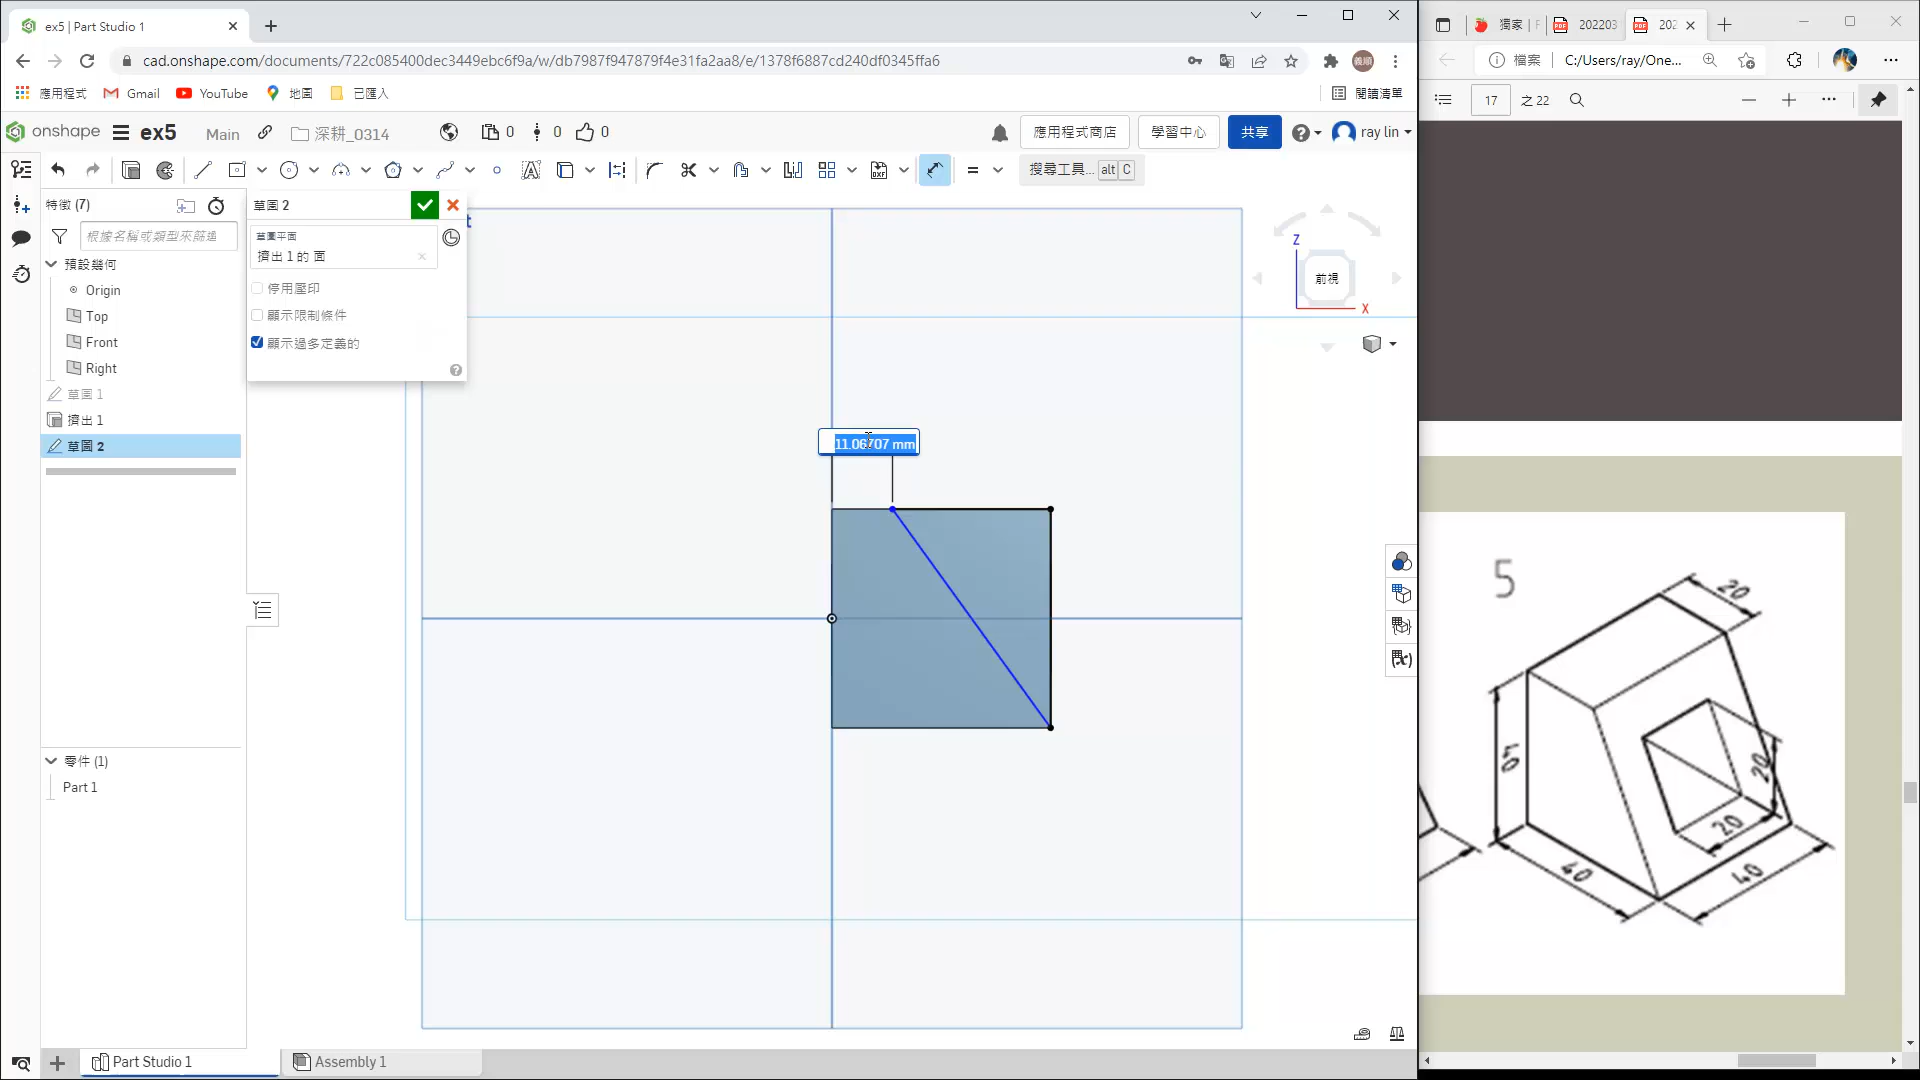 ex5 | Part Studio 1
cad.onshape.com/documents/722c085400dec3449ebc6f9a/w/db7987f947879f4e31fa2aa8/e/1378f6887cd240df0345ffa6
應用程式
Gmail
YouTube
地圖
已匯入
閱讀清單
onshape
ex5
Main
深耕_0314
0
0
0
應用程式商店
學習中心
共享
ray lin
搜尋工具... alt C
特徵 (7)
根據名稱或類型來篩選
預設幾何
Origin
Top
Front
Right
草圖 1
擠出 1
草圖 2
零件 (1)
Part 1
草圖 2
草圖平面
擠出 1 的 面
停用壓印
顯示限制條件
顯示過多定義的
t
11.06707 mm
Z
前視
X
Part Studio 1
Assembly 1
獨家 | F
202203
202
檔案
C:/Users/ray/One...
17
之 22
5
20
40
20
20
40
40